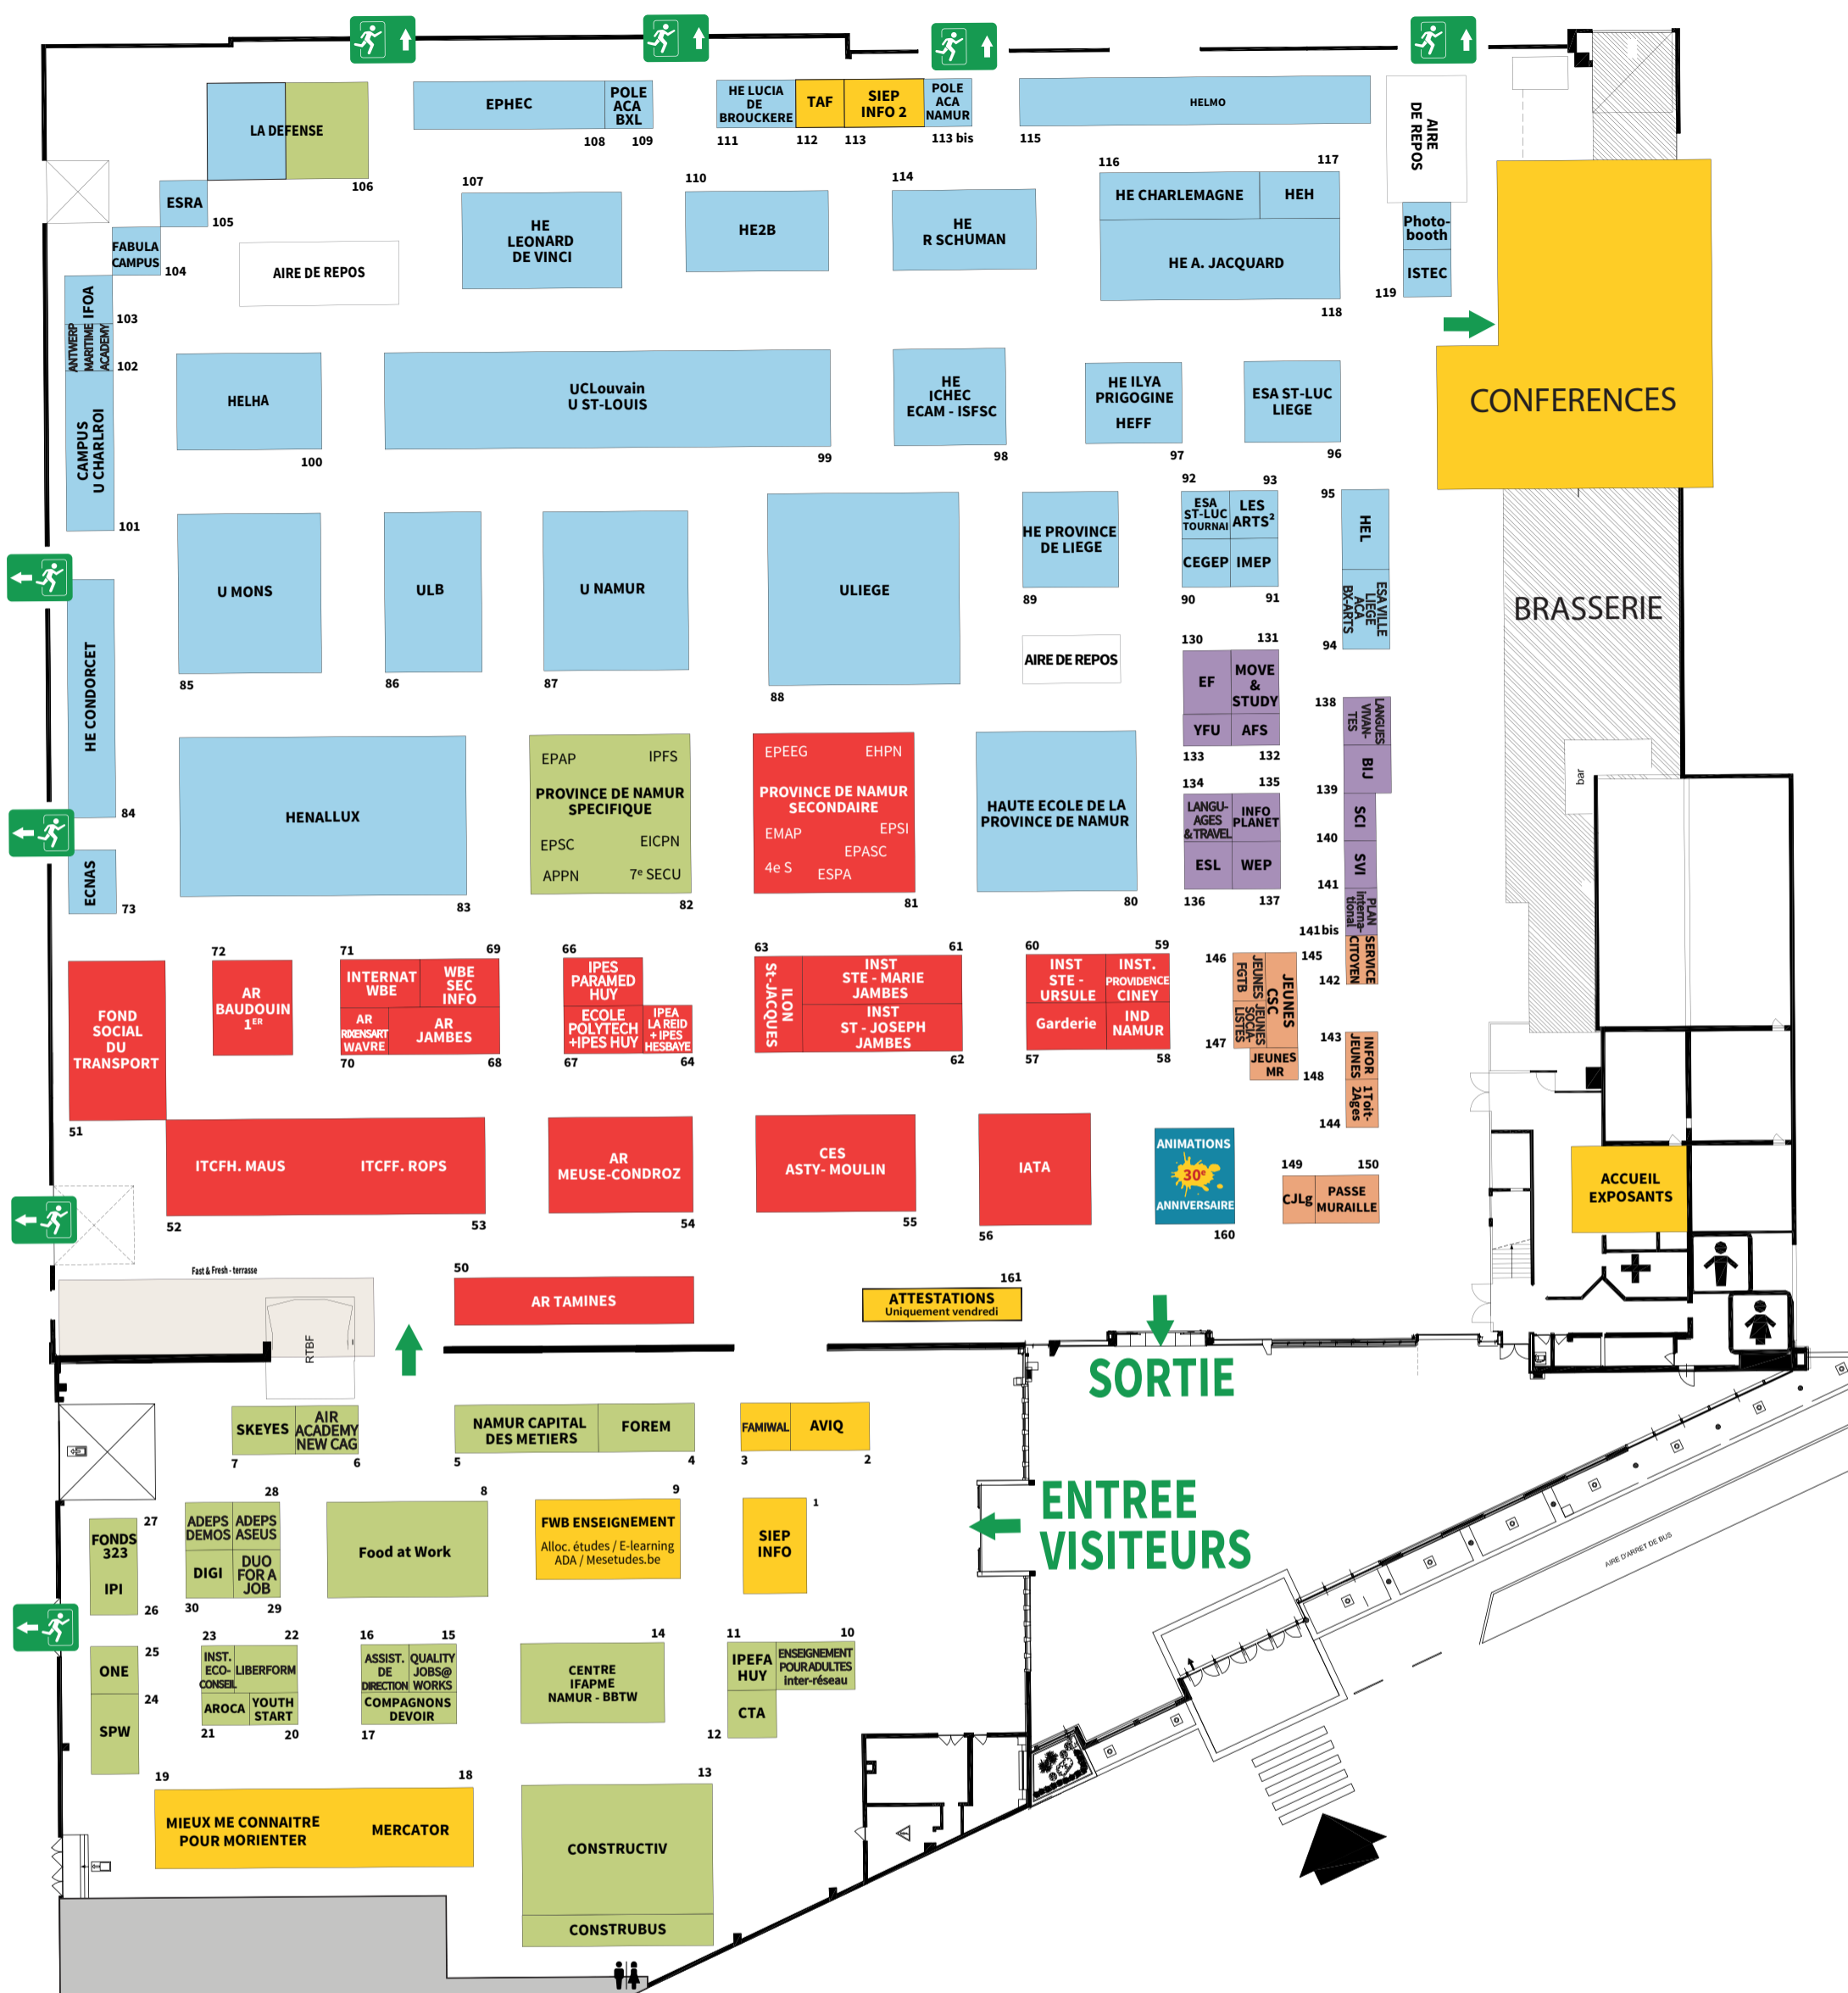 LA DEFENSE
106
EPHEC
108
POLE
ACA
BXL
109
HE LUCIA
DE
BROUCKERE
111
TAF
112
SIEP
INFO 2
113
POLE
ACA
NAMUR
113 bis
HELMO
115
AIRE
DE REPOS
ESRA
105
FABULA
CAMPUS
104
AIRE DE REPOS
107
HE
LEONARD
DE VINCI
110
HE2B
114
HE
R SCHUMAN
116
HE CHARLEMAGNE
117
HEH
HE A. JACQUARD
118
Photo-
booth
ISTEC
119
IFOA
103
ANTWERP
MARITIME
ACADEMY
102
CAMPUS
U CHARLROI
101
HELHA
100
UCLouvain
U ST-LOUIS
99
HE
ICHEC
ECAM - ISFSC
98
HE ILYA
PRIGOGINE
HEFF
97
ESA ST-LUC
LIEGE
96
CONFERENCES
U MONS
85
ULB
86
U NAMUR
87
ULIEGE
88
HE PROVINCE
DE LIEGE
89
AIRE DE REPOS
92
93
ESA
ST-LUC
TOURNAI
LES
ARTS²
CEGEP
IMEP
90
91
95
HEL
ESA VILLE
LIEGE
ACA
BX-ARTS
94
BRASSERIE
bar
130
131
EF
MOVE
&
STUDY
YFU
AFS
133
132
134
135
LANGU-
AGES
& TRAVEL
INFO
PLANET
ESL
WEP
136
137
138
LANGUES
VIVAN-
TES
BIJ
139
SCI
140
SVI
141
PLAN
interna-
tional
141 bis
SERVICE
CITOYEN
142
HE CONDORCET
84
ECNAS
73
HENALLUX
83
EPAP
IPFS
PROVINCE DE NAMUR
SPECIFIQUE
EPSC
EICPN
APPN
7e SECU
82
EPEEG
EHPN
PROVINCE DE NAMUR
SECONDAIRE
EMAP
EPSI
EPASC
4e S
ESPA
81
HAUTE ECOLE DE LA
PROVINCE DE NAMUR
80
FOND
SOCIAL
DU
TRANSPORT
51
72
AR
BAUDOUIN
1ER
71
69
INTERNAT
WBE
WBE
SEC
INFO
AR
RIXENSART
WAVRE
AR
JAMBES
70
68
66
IPES
PARAMED
HUY
ECOLE
POLYTECH
+IPES HUY
IPEA
LA REID
+ IPES
HESBAYE
67
64
63
61
ILON
St-JACQUES
INST
STE - MARIE
JAMBES
INST
ST - JOSEPH
JAMBES
62
60
59
INST
STE -
URSULE
INST.
PROVIDENCE
CINEY
Garderie
IND
NAMUR
57
58
146
145
JEUNES
FGTB
JEUNES
CSC
JEUNES
SOCIA-
LISTES
147
JEUNES
MR
148
143
INFOR
JEUNES
1Toit-
2Ages
144
ITCFH. MAUS
ITCFF. ROPS
52
53
AR
MEUSE-CONDROZ
54
CES
ASTY- MOULIN
55
IATA
56
ANIMATIONS
30e
ANNIVERSAIRE
160
149
150
CJLg
PASSE
MURAILLE
ACCUEIL
EXPOSANTS
Fast & Fresh - terrasse
RTBF
50
AR TAMINES
161
ATTESTATIONS
Uniquement vendredi
SORTIE
SKEYES
AIR
ACADEMY
NEW CAG
7
6
NAMUR CAPITAL
DES METIERS
FOREM
5
4
FAMIWAL
AVIQ
3
2
ENTREE
VISITEURS
AIRE D'ARRET DE BUS
27
FONDS
323
IPI
26
28
ADEPS
DEMOS
ADEPS
ASEUS
DIGI
DUO
FOR A
JOB
30
29
8
Food at Work
9
FWB ENSEIGNEMENT
Alloc. études / E-learning
ADA / Mesetudes.be
1
SIEP
INFO
25
ONE
24
SPW
23
22
INST.
ECO-
CONSEIL
LIBERFORM
AROCA
YOUTH
START
21
20
16
15
ASSIST.
DE
DIRECTION
QUALITY
JOBS@
WORKS
COMPAGNONS
DEVOIR
17
14
CENTRE
IFAPME
NAMUR - BBTW
11
10
IPEFA
HUY
ENSEIGNEMENT
POUR ADULTES
inter-réseau
CTA
12
19
18
MIEUX ME CONNAITRE
POUR MORIENTER
MERCATOR
13
CONSTRUCTIV
CONSTRUBUS